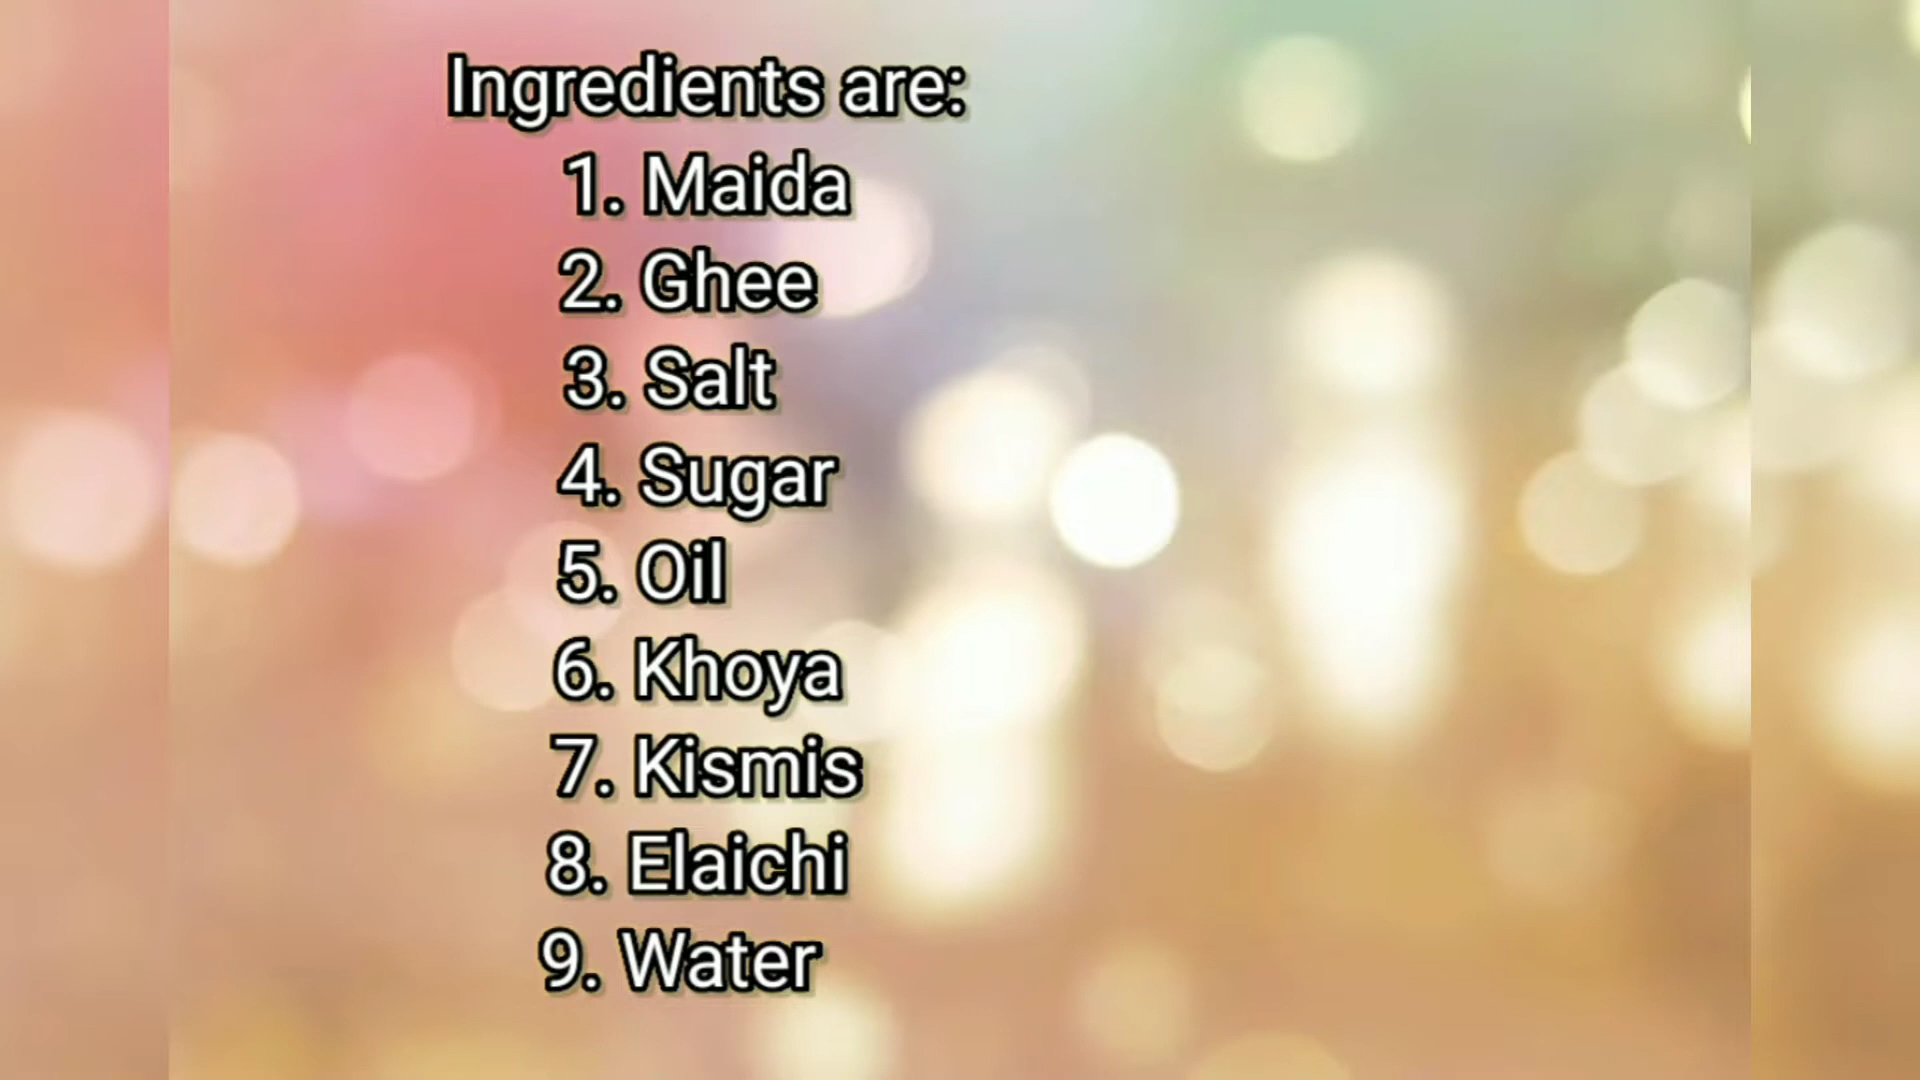 Ingredients are:
1. Maida
2. Ghee
3. Salt
4. Sugar
5. Oil
6. Khoya
7. Kismis
8. Elaichi
9. Water